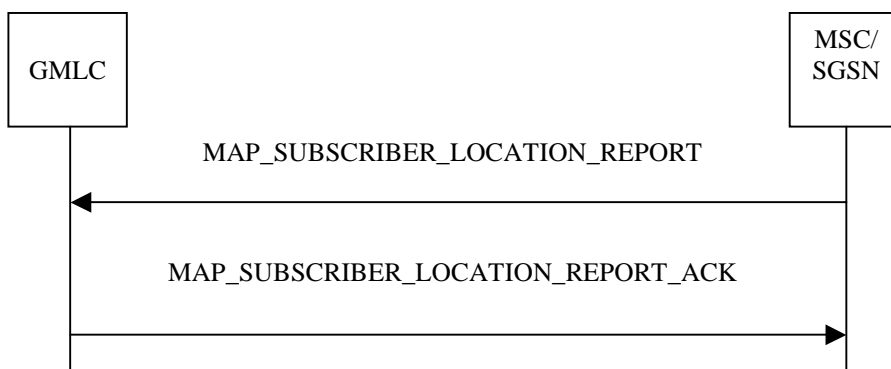 GMLC
MSC/
SGSN
MAP_SUBSCRIBER_LOCATION_REPORT
MAP_SUBSCRIBER_LOCATION_REPORT_ACK